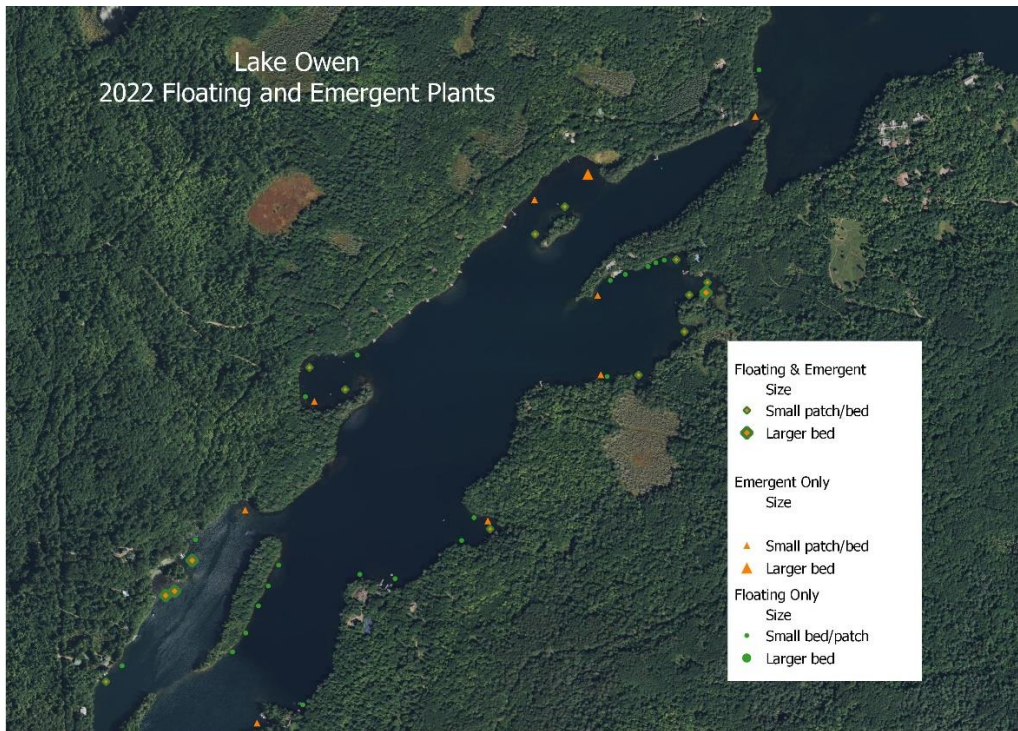 Lake Owen
2022 Floating and Emergent Plants
Floating & Emergent
Size
Small patch/bed
Larger bed
Emergent Only
Size
Small patch/bed
Larger bed
Floating Only
Size
Small bed/patch
Larger bed